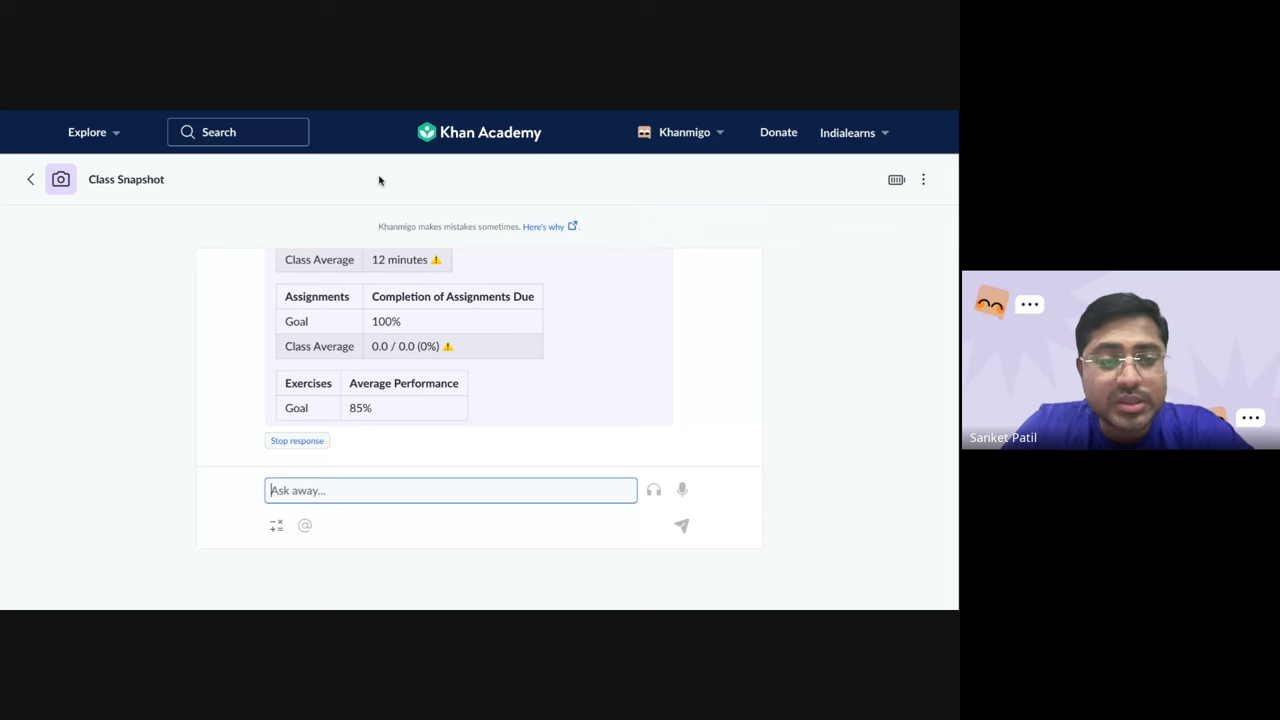 Explore
Search
Khan Academy
Khanmigo
Donate
Indialearns
Class Snapshot
Khanmigo makes mistakes sometimes. Here's why.
Class Average 12 minutes
Assignments Completion of Assignments Due
Goal 100%
Class Average 0.0 / 0.0 (0%)
Exercises Average Performance
Goal 85%
Stop response
Ask away...
Sanket Patil